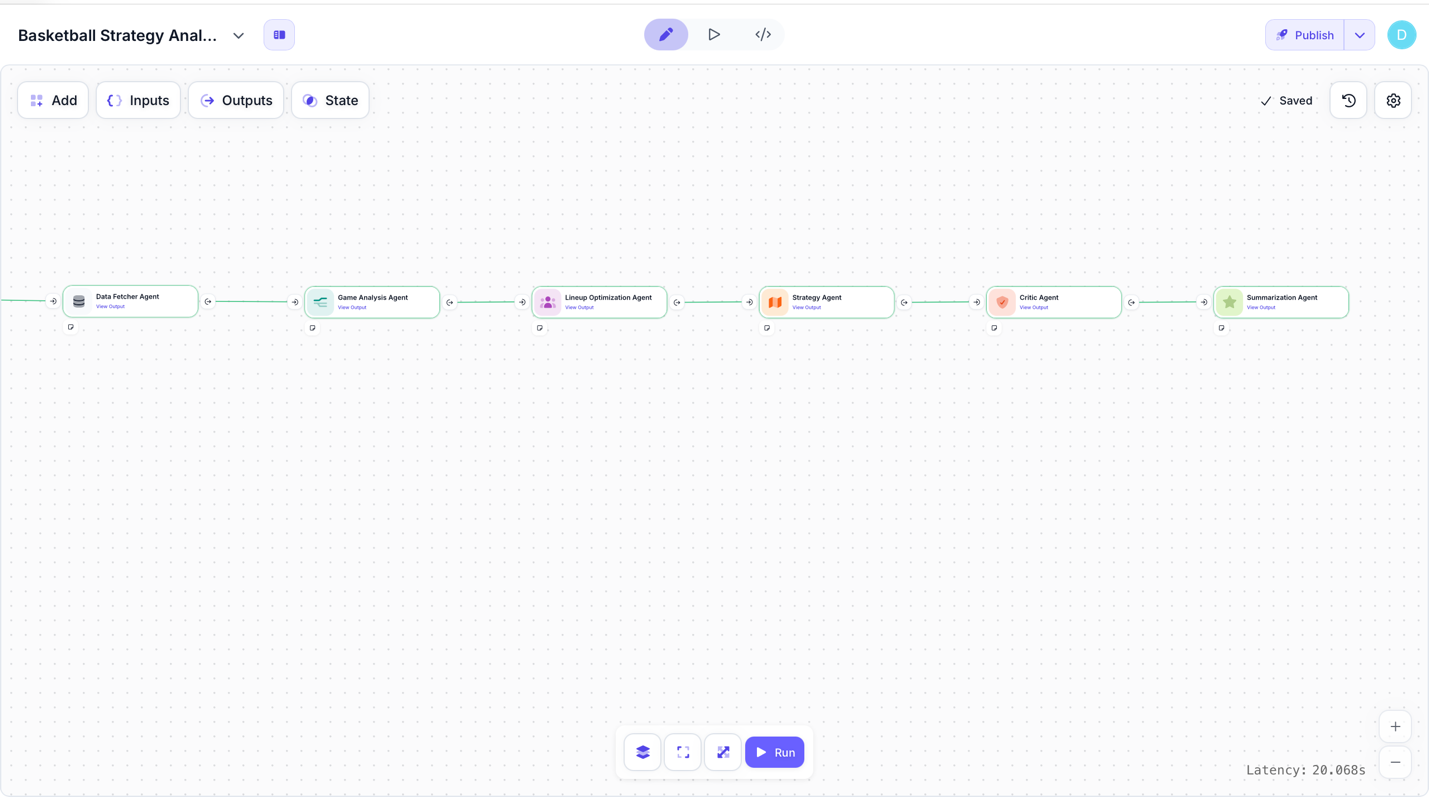 Basketball Strategy Anal...
Publish
D
Add
Inputs
Outputs
State
Saved
Data Fetcher Agent
View Output
Game Analysis Agent
View Output
Lineup Optimization Agent
View Output
Strategy Agent
View Output
Critic Agent
View Output
Summarization Agent
View Output
Run
Latency: 20.068s